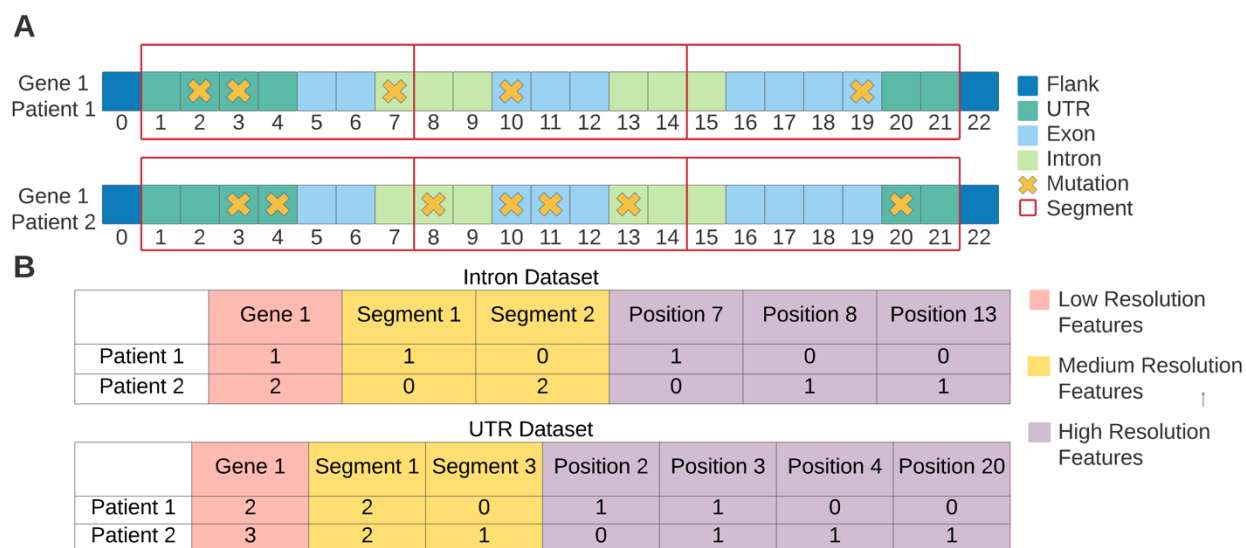 A
Gene 1
Patient 1
0 1 2 3 4 5 6 7 8 9 10 11 12 13 14 15 16 17 18 19 20 21 22
Gene 1
Patient 2
0 1 2 3 4 5 6 7 8 9 10 11 12 13 14 15 16 17 18 19 20 21 22
Flank
UTR
Exon
Intron
Mutation
Segment
B
Intron Dataset
Gene 1 Segment 1 Segment 2 Position 7 Position 8 Position 13
Patient 1 1 1 0 1 0 0
Patient 2 2 0 2 0 1 1
UTR Dataset
Gene 1 Segment 1 Segment 3 Position 2 Position 3 Position 4 Position 20
Patient 1 2 2 0 1 1 0 0
Patient 2 3 2 1 0 1 1 1
Low Resolution
Features
Medium Resolution
Features
High Resolution
Features